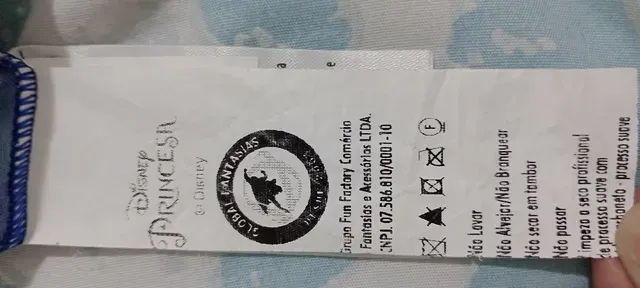 DISNEY
PRINCESA
© Disney
GLOBAL FANTASIAS
Grupo Fun Factory Comércio
Fantasias e Acessórios LTDA.
CNPJ. 07.586.810/0001-10
F
Não Lavar
Não Alvejar/Não Branquear
Não secar em tambor
Não passar
Limpeza a seco profissional
de processo suave com
percloroetano - processo suave
a
e